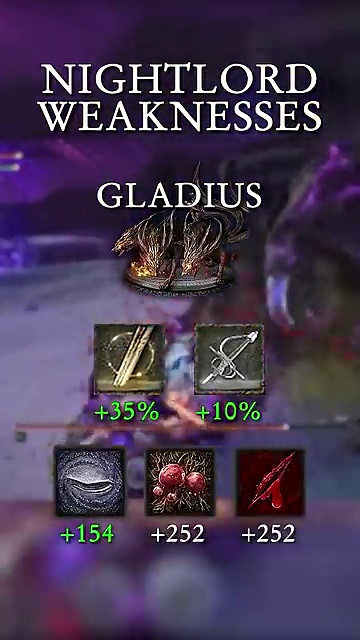 NIGHTLORD
WEAKNESSES
GLADIUS
+35% +10%
+154 +252 +252